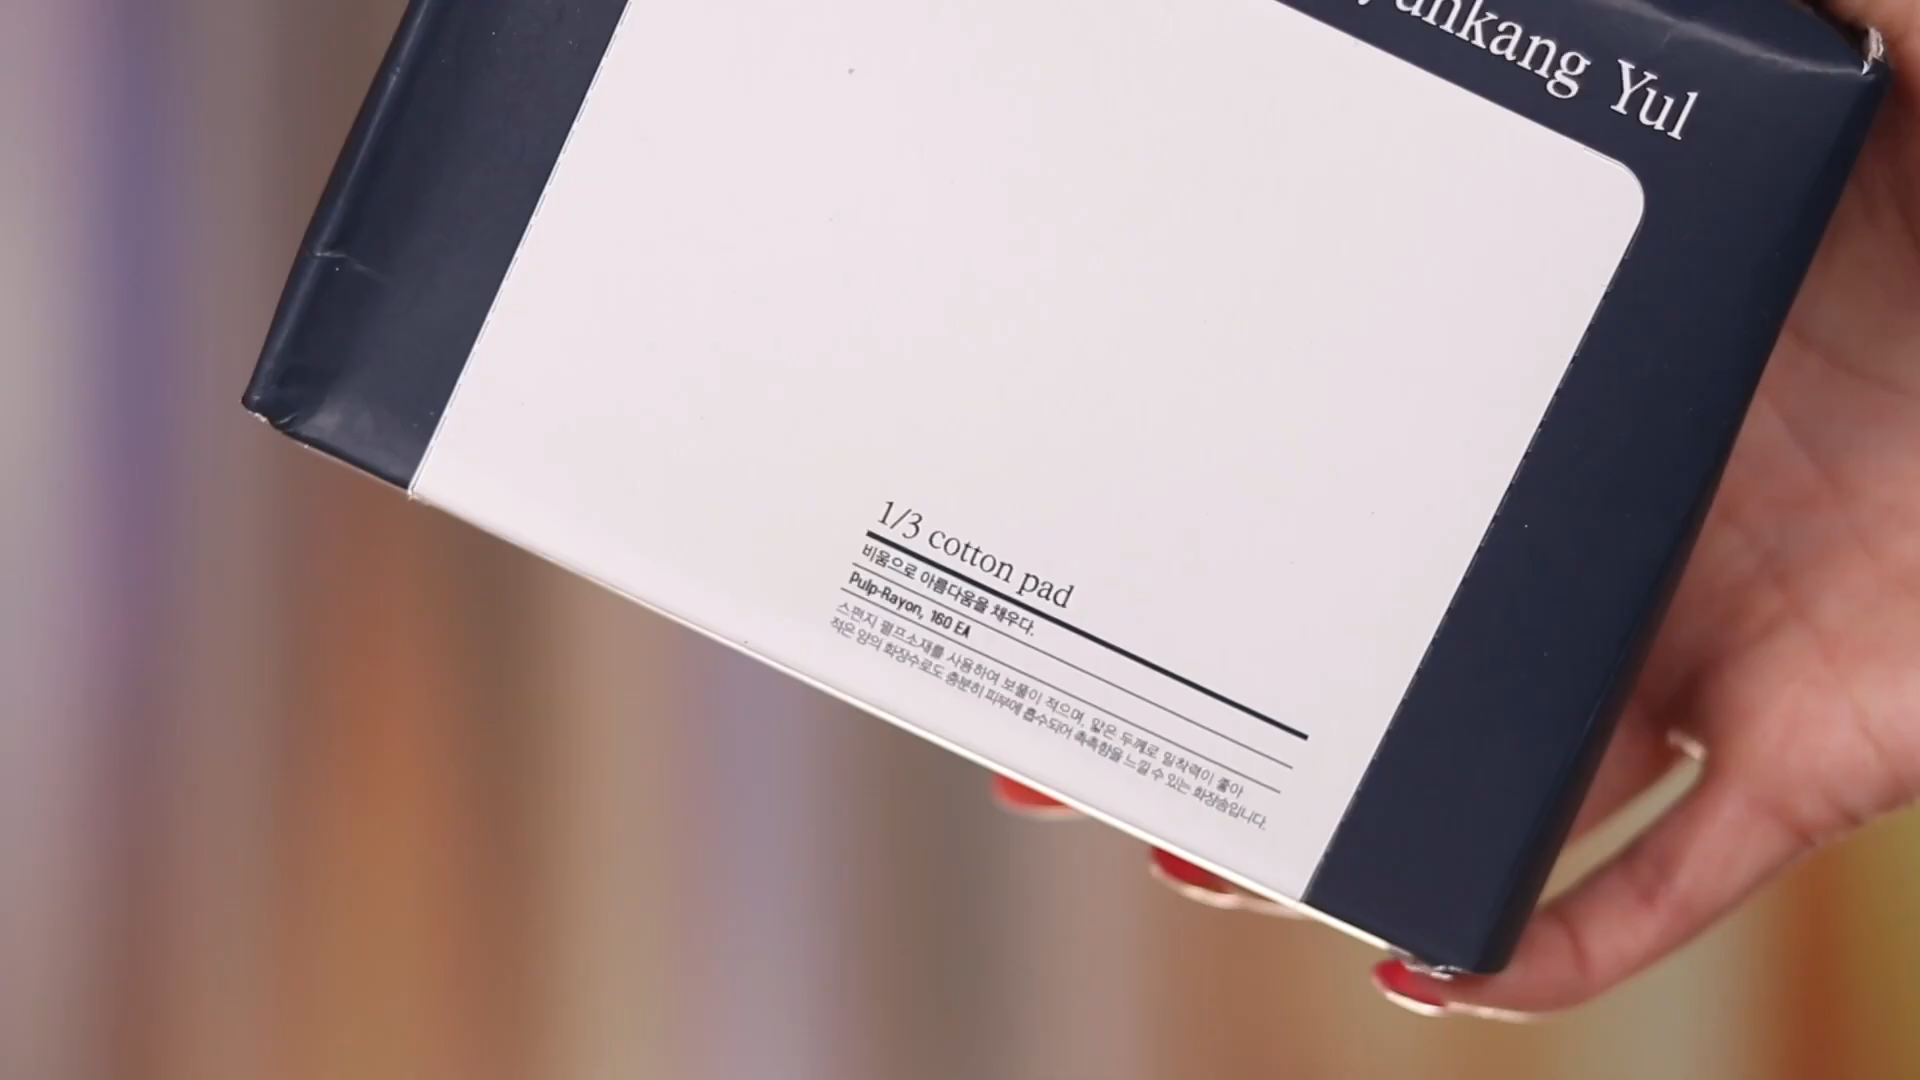 yunkang Yul
1/3 cotton pad
비움으로 아름다움을 채우다.
Pulp-Rayon, 160 EA
스펀지 펄프소재를 사용하여 보풀이 적으며, 얇은 두께로 밀착력이 좋아
적은 양의 화장수로도 충분히 피부에 흡수되어 촉촉함을 느낄 수 있는 화장솜입니다.